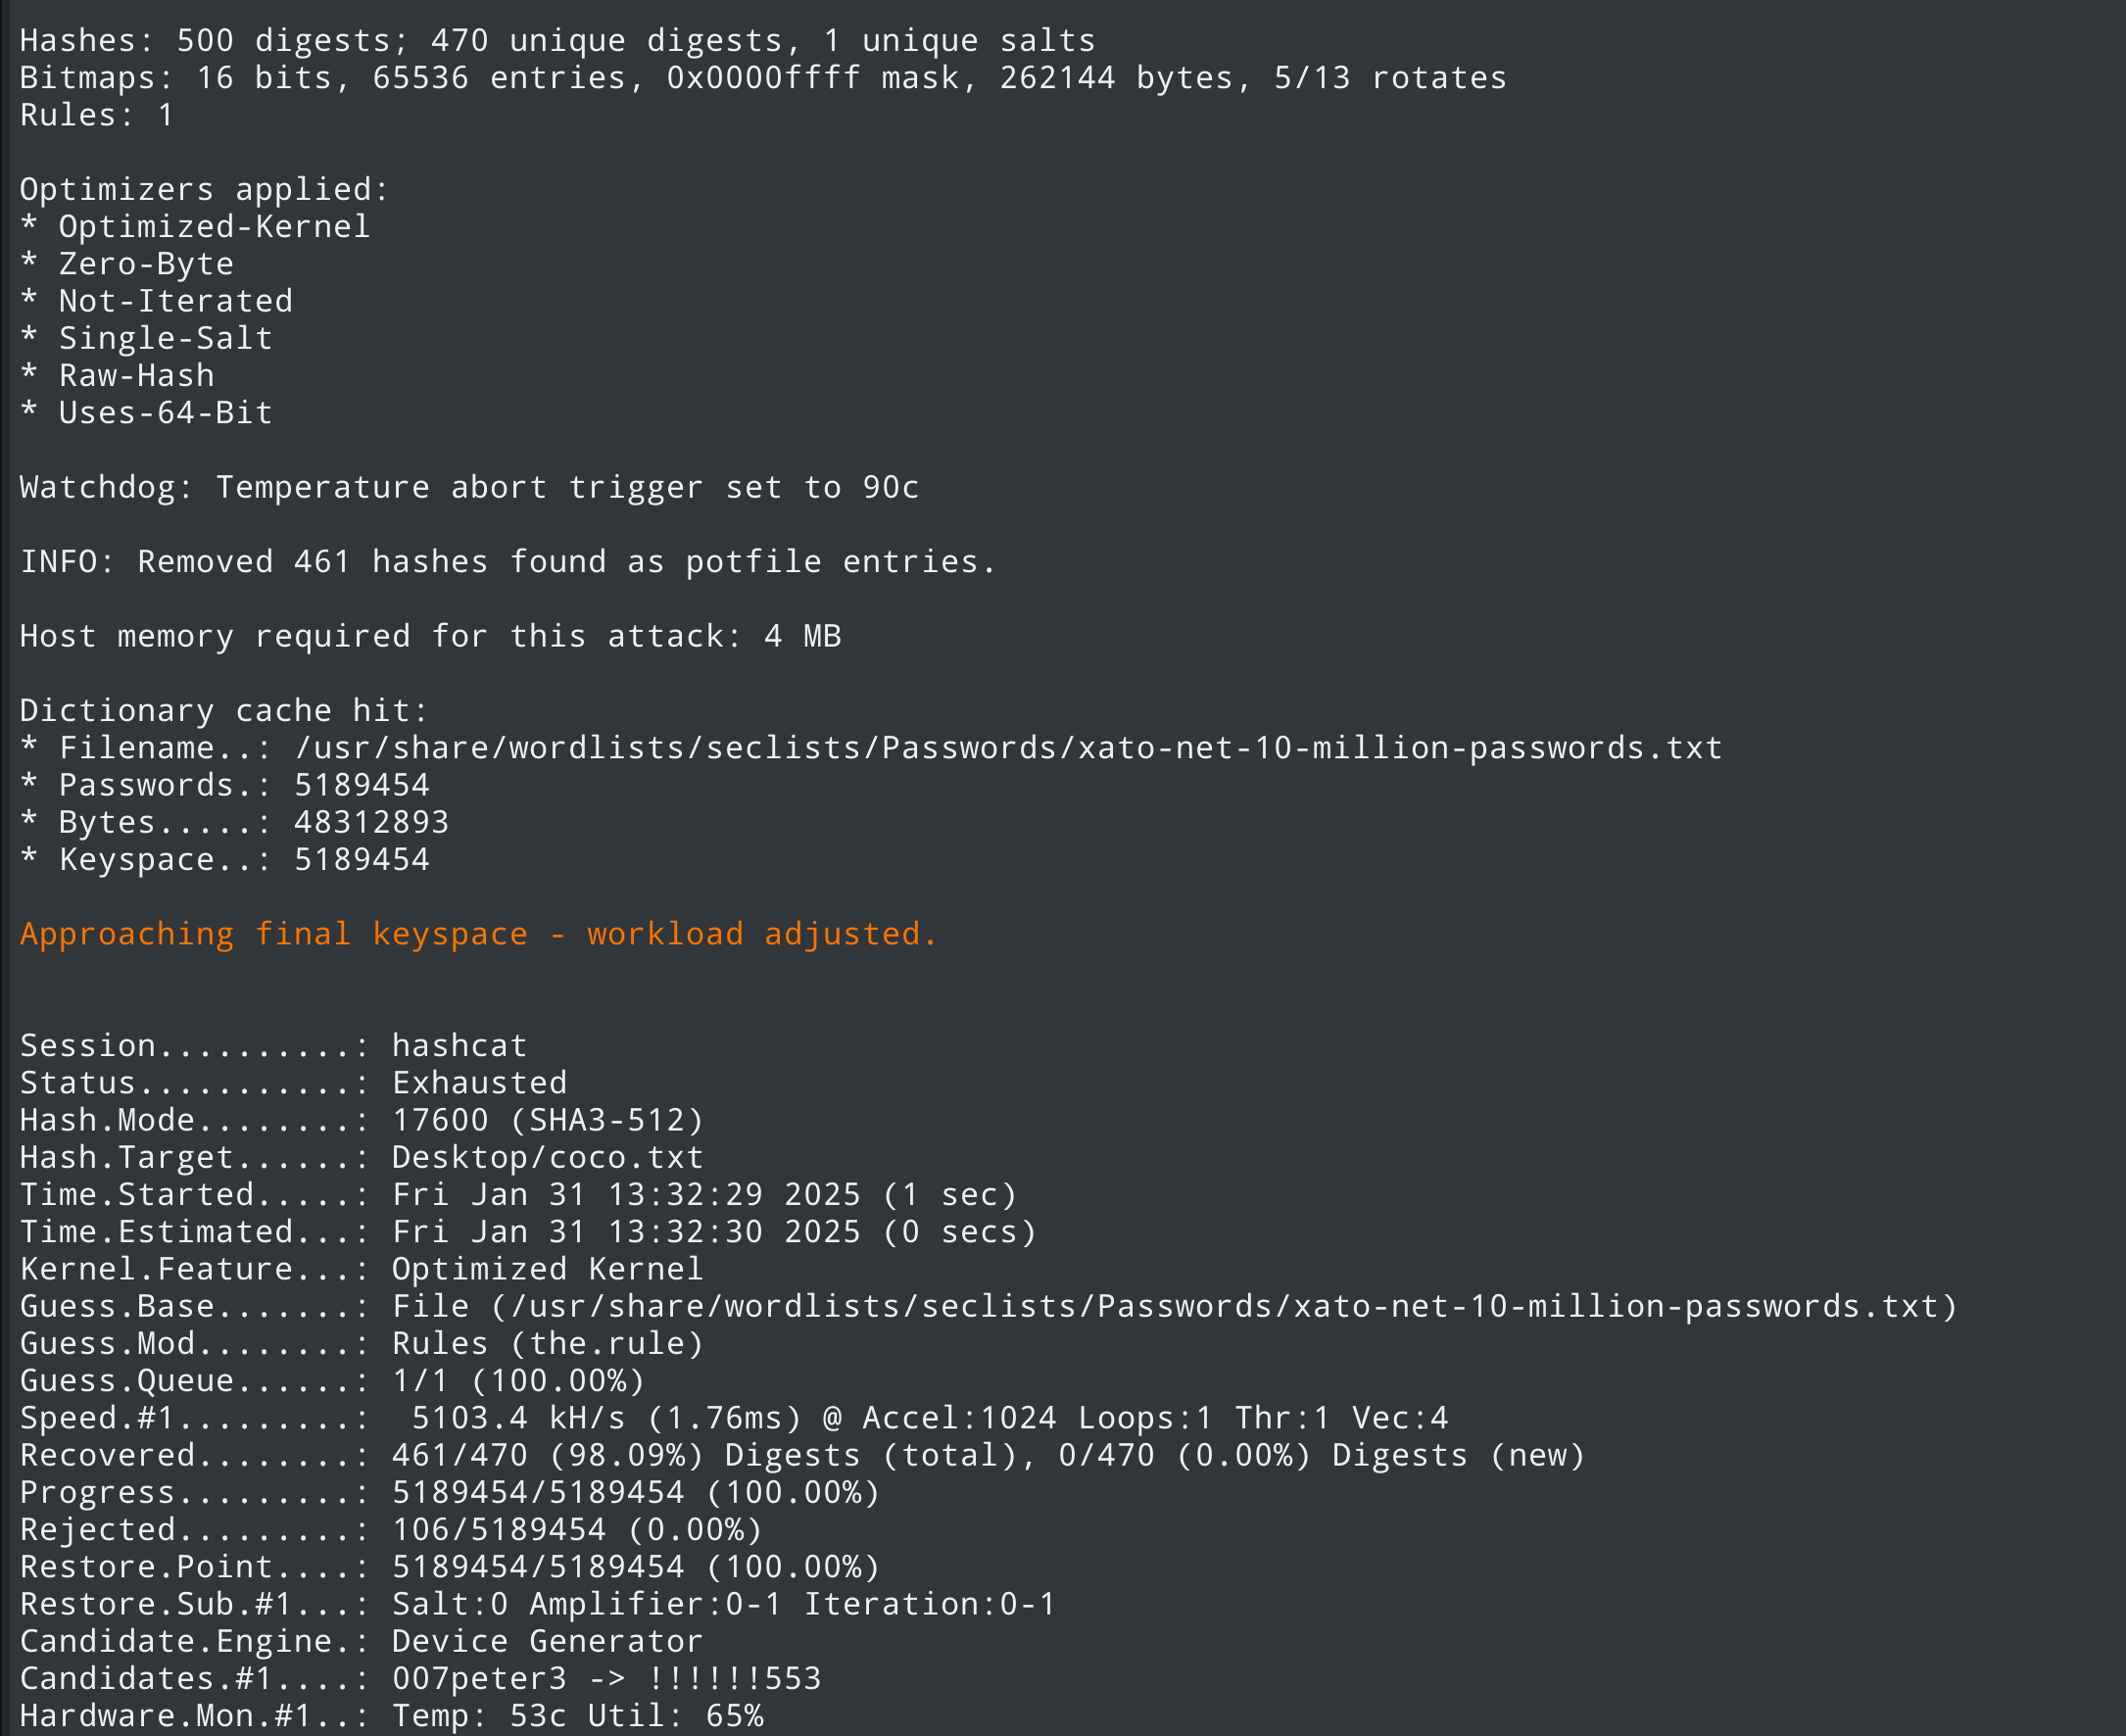 Hashes: 500 digests; 470 unique digests, 1 unique salts
Bitmaps: 16 bits, 65536 entries, 0x0000ffff mask, 262144 bytes, 5/13 rotates
Rules: 1
Optimizers applied:
* Optimized-Kernel
* Zero-Byte
* Not-Iterated
* Single-Salt
* Raw-Hash
* Uses-64-Bit
Watchdog: Temperature abort trigger set to 90c
INFO: Removed 461 hashes found as potfile entries.
Host memory required for this attack: 4 MB
Dictionary cache hit:
* Filename..: /usr/share/wordlists/seclists/Passwords/xato-net-10-million-passwords.txt
* Passwords.: 5189454
* Bytes.....: 48312893
* Keyspace..: 5189454
Approaching final keyspace - workload adjusted.
Session..........: hashcat
Status...........: Exhausted
Hash.Mode........: 17600 (SHA3-512)
Hash.Target......: Desktop/coco.txt
Time.Started.....: Fri Jan 31 13:32:29 2025 (1 sec)
Time.Estimated...: Fri Jan 31 13:32:30 2025 (0 secs)
Kernel.Feature...: Optimized Kernel
Guess.Base.......: File (/usr/share/wordlists/seclists/Passwords/xato-net-10-million-passwords.txt)
Guess.Mod........: Rules (the.rule)
Guess.Queue......: 1/1 (100.00%)
Speed.#1.........:  5103.4 kH/s (1.76ms) @ Accel:1024 Loops:1 Thr:1 Vec:4
Recovered........: 461/470 (98.09%) Digests (total), 0/470 (0.00%) Digests (new)
Progress.........: 5189454/5189454 (100.00%)
Rejected.........: 106/5189454 (0.00%)
Restore.Point....: 5189454/5189454 (100.00%)
Restore.Sub.#1...: Salt:0 Amplifier:0-1 Iteration:0-1
Candidate.Engine.: Device Generator
Candidates.#1....: 007peter3 -> !!!!!!553
Hardware.Mon.#1..: Temp: 53c Util: 65%